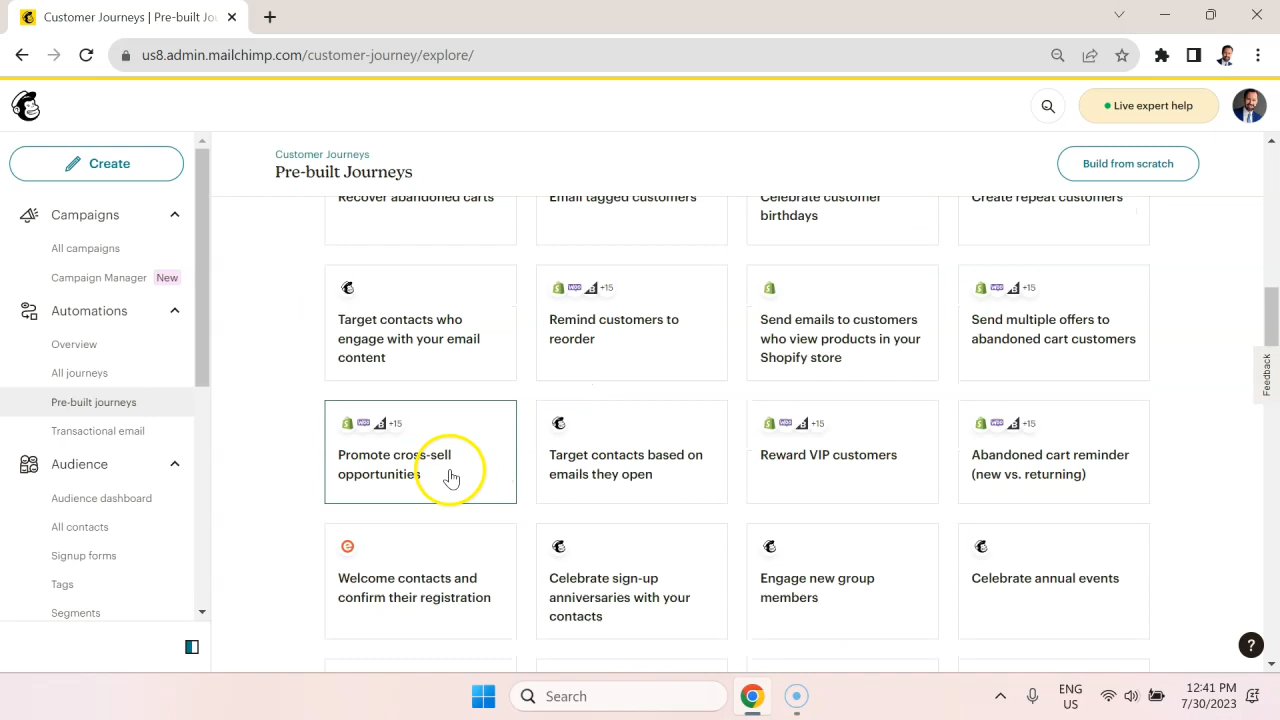 Customer Journeys | Pre-built Jou
us8.admin.mailchimp.com/customer-journey/explore/
Live expert help
Create
Campaigns
All campaigns
Campaign Manager New
Automations
Overview
All journeys
Pre-built journeys
Transactional email
Audience
Audience dashboard
All contacts
Signup forms
Tags
Segments
Customer Journeys
Pre-built Journeys
Build from scratch
Recover abandoned carts
Email tagged customers
Celebrate customer
birthdays
Create repeat customers
Target contacts who
engage with your email
content
+15
Remind customers to
reorder
Send emails to customers
who view products in your
Shopify store
+15
Send multiple offers to
abandoned cart customers
+15
Promote cross-sell
opportunities
Target contacts based on
emails they open
+15
Reward VIP customers
+15
Abandoned cart reminder
(new vs. returning)
Welcome contacts and
confirm their registration
Celebrate sign-up
anniversaries with your
contacts
Engage new group
members
Celebrate annual events
Feedback
?
Search
ENG
US
12:41 PM
7/30/2023